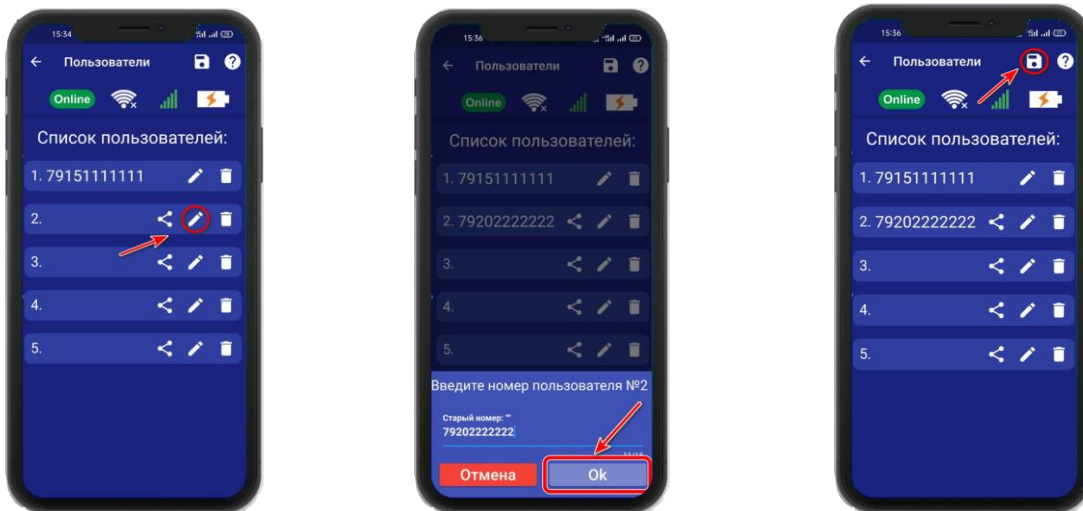 15:34
Пользователи
Online
Список пользователей:
1. 79151111111
2.
3.
4.
5.
15:36
Пользователи
Online
Список пользователей:
1. 79151111111
2. 79202222222
3.
4.
5.
Введите номер пользователя №2
Старый номер: ""
79202222222
Отмена
Ok
15:36
Пользователи
Online
Список пользователей:
1. 79151111111
2. 79202222222
3.
4.
5.